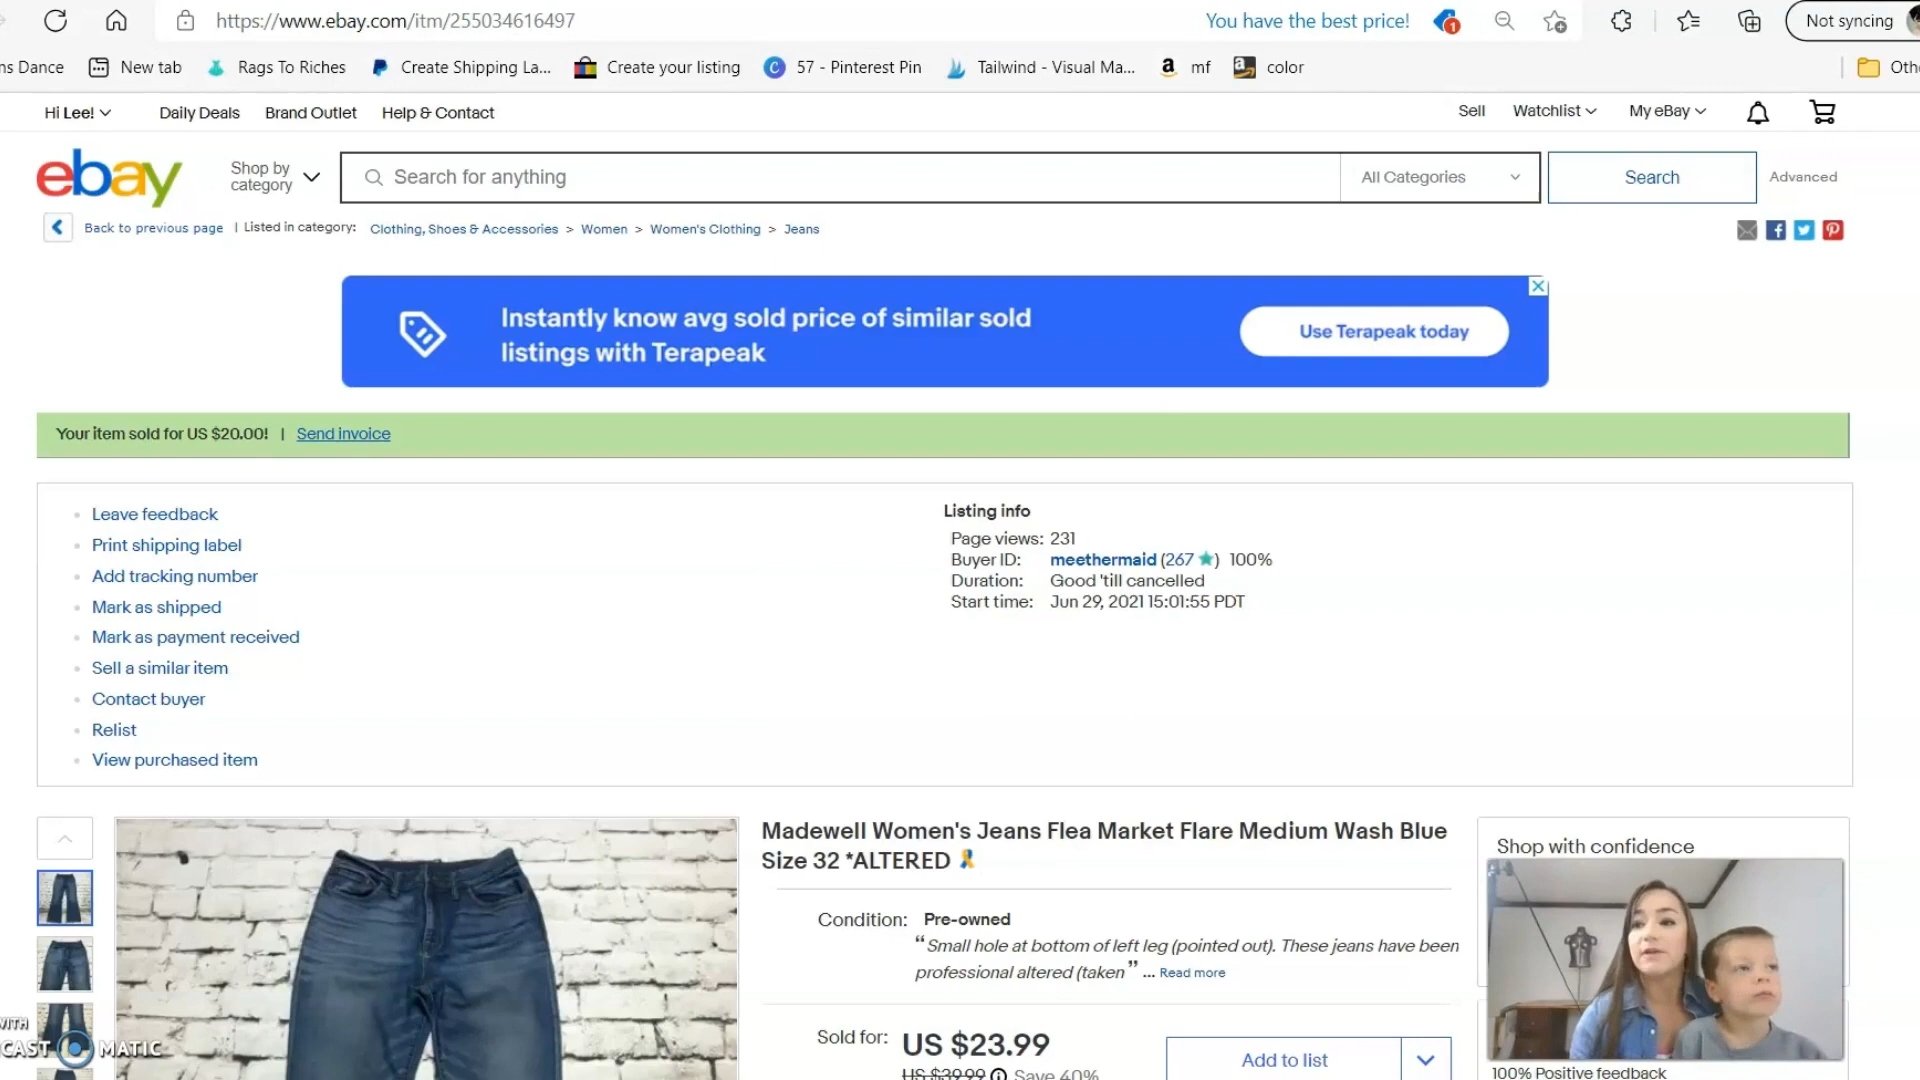 https://www.ebay.com/itm/255034616497
You have the best price!
1
Not syncing
ns Dance
New tab
Rags To Riches
Create Shipping La...
Create your listing
C
57 - Pinterest Pin
Tailwind - Visual Ma...
a
mf
a
color
Oth
Hi Lee!
Daily Deals
Brand Outlet
Help & Contact
Sell
Watchlist
My eBay
ebay
Shop by
category
Search for anything
All Categories
Search
Advanced
Back to previous page | Listed in category: Clothing, Shoes & Accessories > Women > Women's Clothing > Jeans
Instantly know avg sold price of similar sold
listings with Terapeak
Use Terapeak today
Your item sold for US $20.00! | Send invoice
Leave feedback
Print shipping label
Add tracking number
Mark as shipped
Mark as payment received
Sell a similar item
Contact buyer
Relist
View purchased item
Listing info
Page views: 231
Buyer ID: meethermaid (267 ★) 100%
Duration: Good 'till cancelled
Start time: Jun 29, 2021 15:01:55 PDT
Madewell Women's Jeans Flea Market Flare Medium Wash Blue
Size 32 *ALTERED
Condition: Pre-owned
“Small hole at bottom of left leg (pointed out). These jeans have been
professional altered (taken” ... Read more
Sold for: US $23.99
US $39.99 Save 40%
Add to list
Shop with confidence
100% Positive feedback
WITH
CAST MATIC